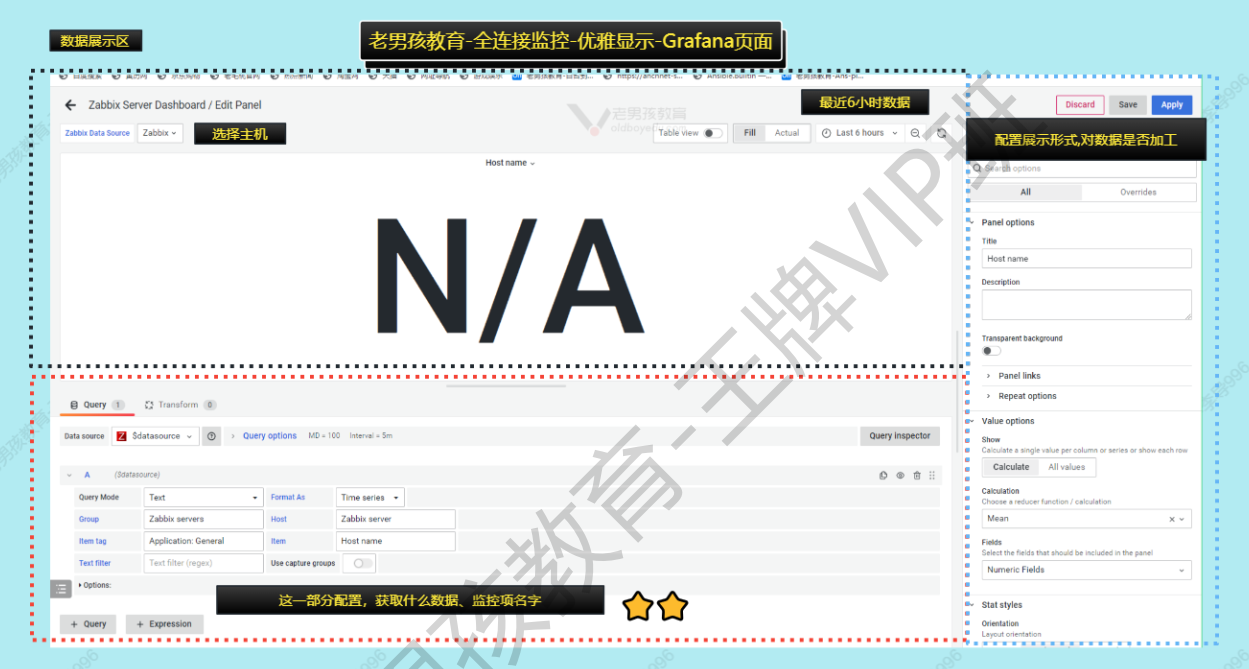 数据展示区
老男孩教育-全连接监控-优雅显示-Grafana页面
Zabbix Server Dashboard / Edit Panel
老男孩教育
最近6小时数据
Discard Save Apply
Zabbix Data Source Zabbix
选择主机
Table view Fill Actual Last 6 hours
配置展示形式,对数据是否加工
Host name
Search options
All Overrides
N/A
Panel options
Title
Host name
Description
Transparent background
Panel links
Repeat options
Query 1 Transform 0
Data source $datasource Query options MD = 100 Interval = 5m Query inspector
A ($datasource)
Query Mode Text Format As Time series
Group Zabbix servers Host Zabbix server
Item tag Application: General Item Host name
Text filter Text filter (regex) Use capture groups
Options:
这一部分配置，获取什么数据、监控项名字
+ Query + Expression
Value options
Show
Calculate a single value per column or series or show each row
Calculate All values
Calculation
Choose a reducer function / calculation
Mean
Fields
Select the fields that should be included in the panel
Numeric Fields
Stat styles
Orientation
Layout orientation
老男孩教育-王牌VIP班